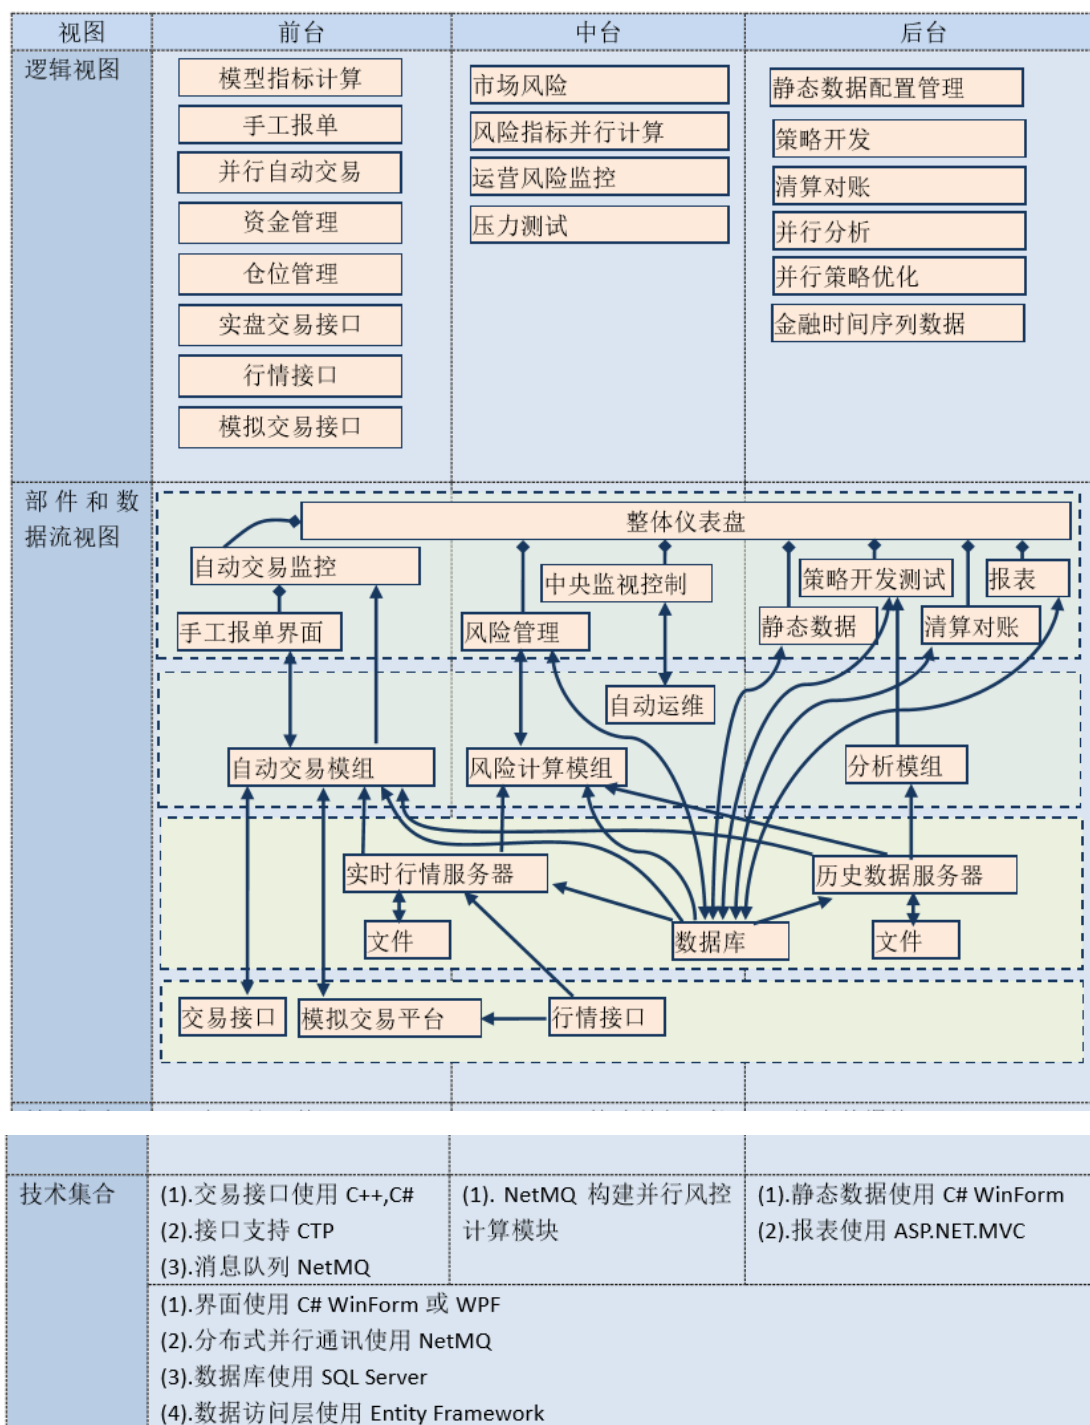 视图
前台
中台
后台
逻辑视图
模型指标计算
手工报单
并行自动交易
资金管理
仓位管理
实盘交易接口
行情接口
模拟交易接口
市场风险
风险指标并行计算
运营风险监控
压力测试
静态数据配置管理
策略开发
清算对账
并行分析
并行策略优化
金融时间序列数据
部件和数
据流视图
整体仪表盘
自动交易监控
中央监视控制
策略开发测试
报表
手工报单界面
风险管理
静态数据
清算对账
自动运维
自动交易模组
风险计算模组
分析模组
实时行情服务器
历史数据服务器
文件
数据库
文件
交易接口
模拟交易平台
行情接口
技术集合
(1).交易接口使用 C++,C#
(2).接口支持 CTP
(3).消息队列 NetMQ
(1). NetMQ 构建并行风控
计算模块
(1).静态数据使用 C# WinForm
(2).报表使用 ASP.NET.MVC
(1).界面使用 C# WinForm 或 WPF
(2).分布式并行通讯使用 NetMQ
(3).数据库使用 SQL Server
(4).数据访问层使用 Entity Framework